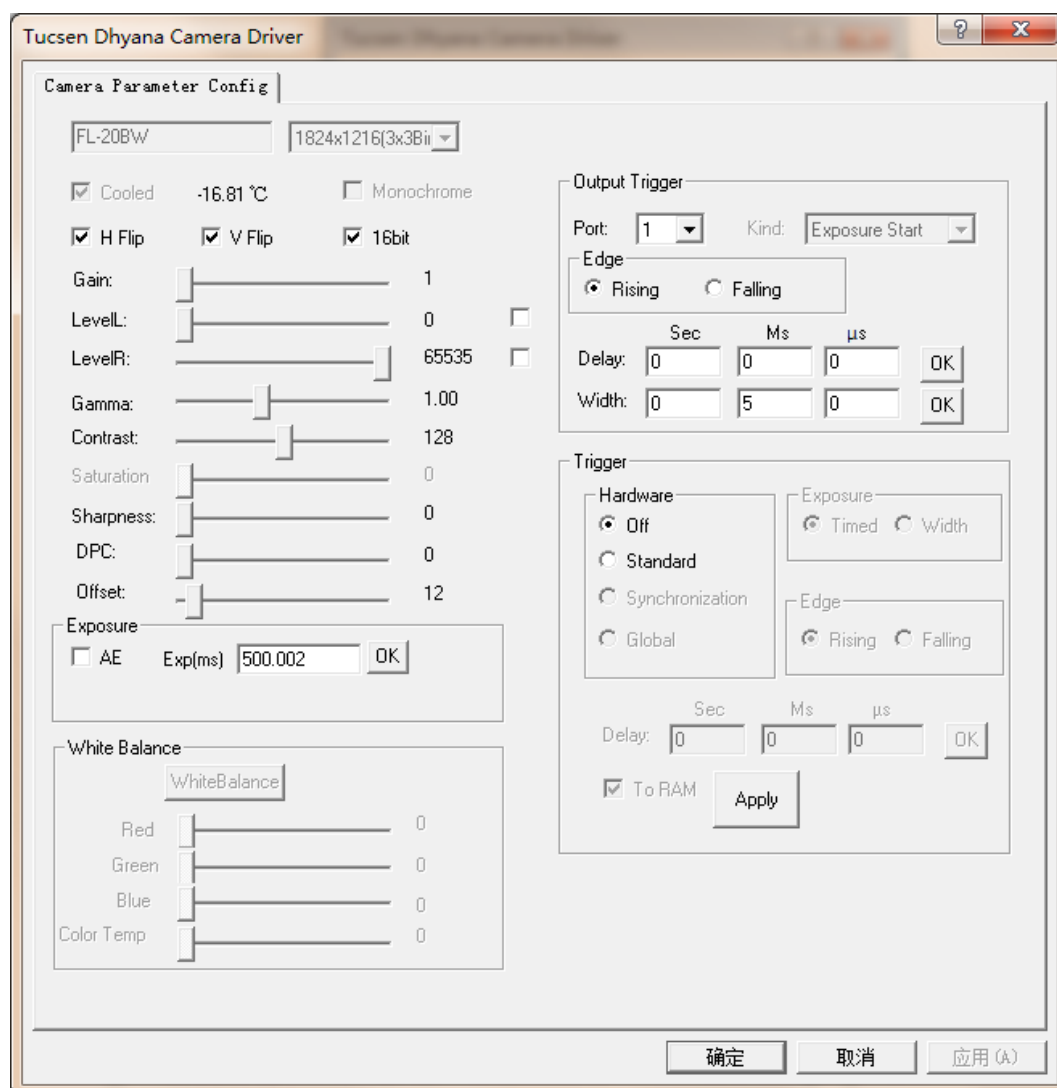 Tucsen Dhyana Camera Driver
Camera Parameter Config
FL-20BW 1824x1216(3x3Bii
Cooled -16.81 ℃ Monochrome
H Flip V Flip 16bit
Gain: 1
LevelL: 0
LevelR: 65535
Gamma: 1.00
Contrast: 128
Saturation 0
Sharpness: 0
DPC: 0
Offset: 12
Exposure
AE Exp(ms) 500.002 OK
White Balance
WhiteBalance
Red 0
Green 0
Blue 0
Color Temp 0
Output Trigger
Port: 1 Kind: Exposure Start
Edge
Rising Falling
Sec Ms µs
Delay: 0 0 0 OK
Width: 0 5 0 OK
Trigger
Hardware
Off
Standard
Synchronization
Global
Exposure
Timed Width
Edge
Rising Falling
Sec Ms µs
Delay: 0 0 0 OK
To RAM Apply
确定 取消 应用(A)